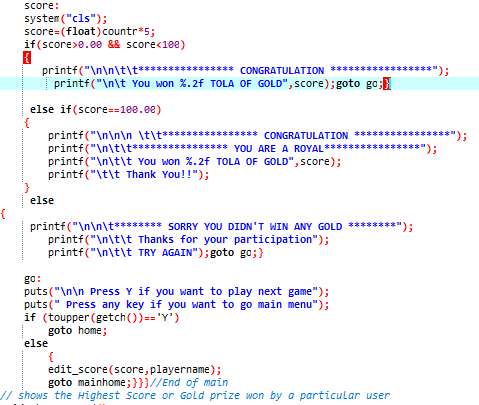 score:
system("cls");
score=(float)countr*5;
if(score>0.00 && score<100)
{
printf("\n\n\t\t**************** CONGRATULATION *****************");
printf("\n\t You won %.2f TOLA OF GOLD",score);goto go;}
else if(score==100.00)
{
printf("\n\n\n \t\t**************** CONGRATULATION ****************");
printf("\n\t\t**************** YOU ARE A ROYAL****************");
printf("\n\t\t You won %.2f TOLA OF GOLD",score);
printf("\t\t Thank You!!");
}
else
{
printf("\n\n\t******** SORRY YOU DIDN'T WIN ANY GOLD ********");
printf("\n\t\t Thanks for your participation");
printf("\n\t\t TRY AGAIN");goto go;}
go:
puts("\n\n Press Y if you want to play next game");
puts(" Press any key if you want to go main menu");
if (toupper(getch())=='Y')
goto home;
else
{
edit_score(score,playername);
goto mainhome;}}}//End of main
// shows the Highest Score or Gold prize won by a particular user